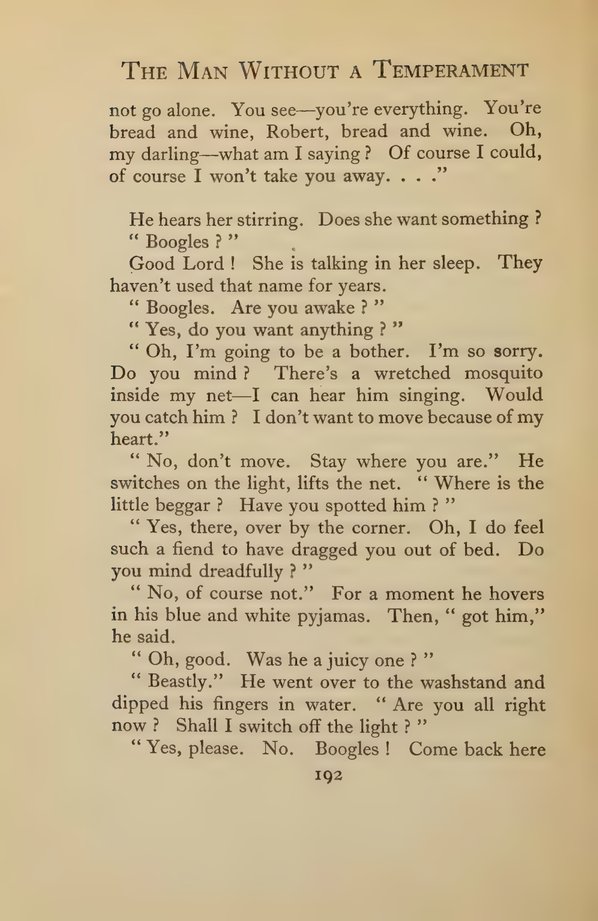 The Man Without a Temperament
not go alone. You see—you're everything. You're
bread and wine, Robert, bread and wine. Oh,
my darling—what am I saying ? Of course I could,
of course I won't take you away. . . ."
He hears her stirring. Does she want something ?
" Boogles ? "
Good Lord ! She is talking in her sleep. They
haven't used that name for years.
" Boogles. Are you awake ? "
" Yes, do you want anything ? "
" Oh, I'm going to be a bother. I'm so sorry.
Do you mind ? There's a wretched mosquito
inside my net—I can hear him singing. Would
you catch him ? I don't want to move because of my
heart."
" No, don't move. Stay where you are." He
switches on the light, lifts the net. " Where is the
little beggar ? Have you spotted him ? "
" Yes, there, over by the corner. Oh, I do feel
such a fiend to have dragged you out of bed. Do
you mind dreadfully ? "
" No, of course not." For a moment he hovers
in his blue and white pyjamas. Then, " got him,"
he said.
" Oh, good. Was he a juicy one ? "
" Beastly." He went over to the washstand and
dipped his fingers in water. " Are you all right
now ? Shall I switch off the light ? "
" Yes, please. No. Boogles ! Come back here
192